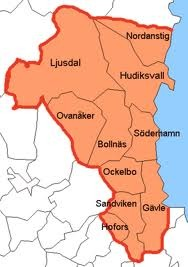 Nordanstig
Ljusdal
Hudiksvall
Ovanåker
Söderhamn
Bollnäs
Ockelbo
Sandviken
Gävle
Hofors